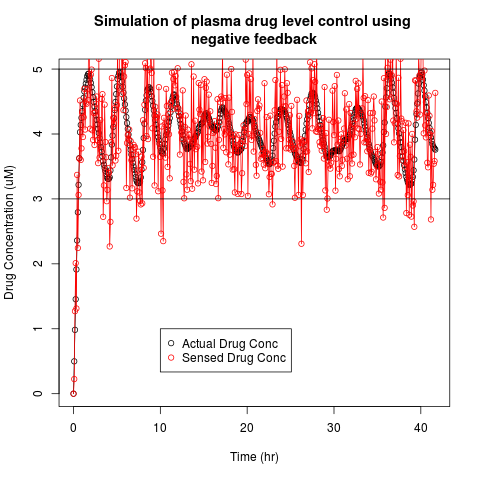 Simulation of plasma drug level control using
negative feedback
Drug Concentration (uM)
5
4
3
2
1
0
Actual Drug Conc
Sensed Drug Conc
0 10 20 30 40
Time (hr)